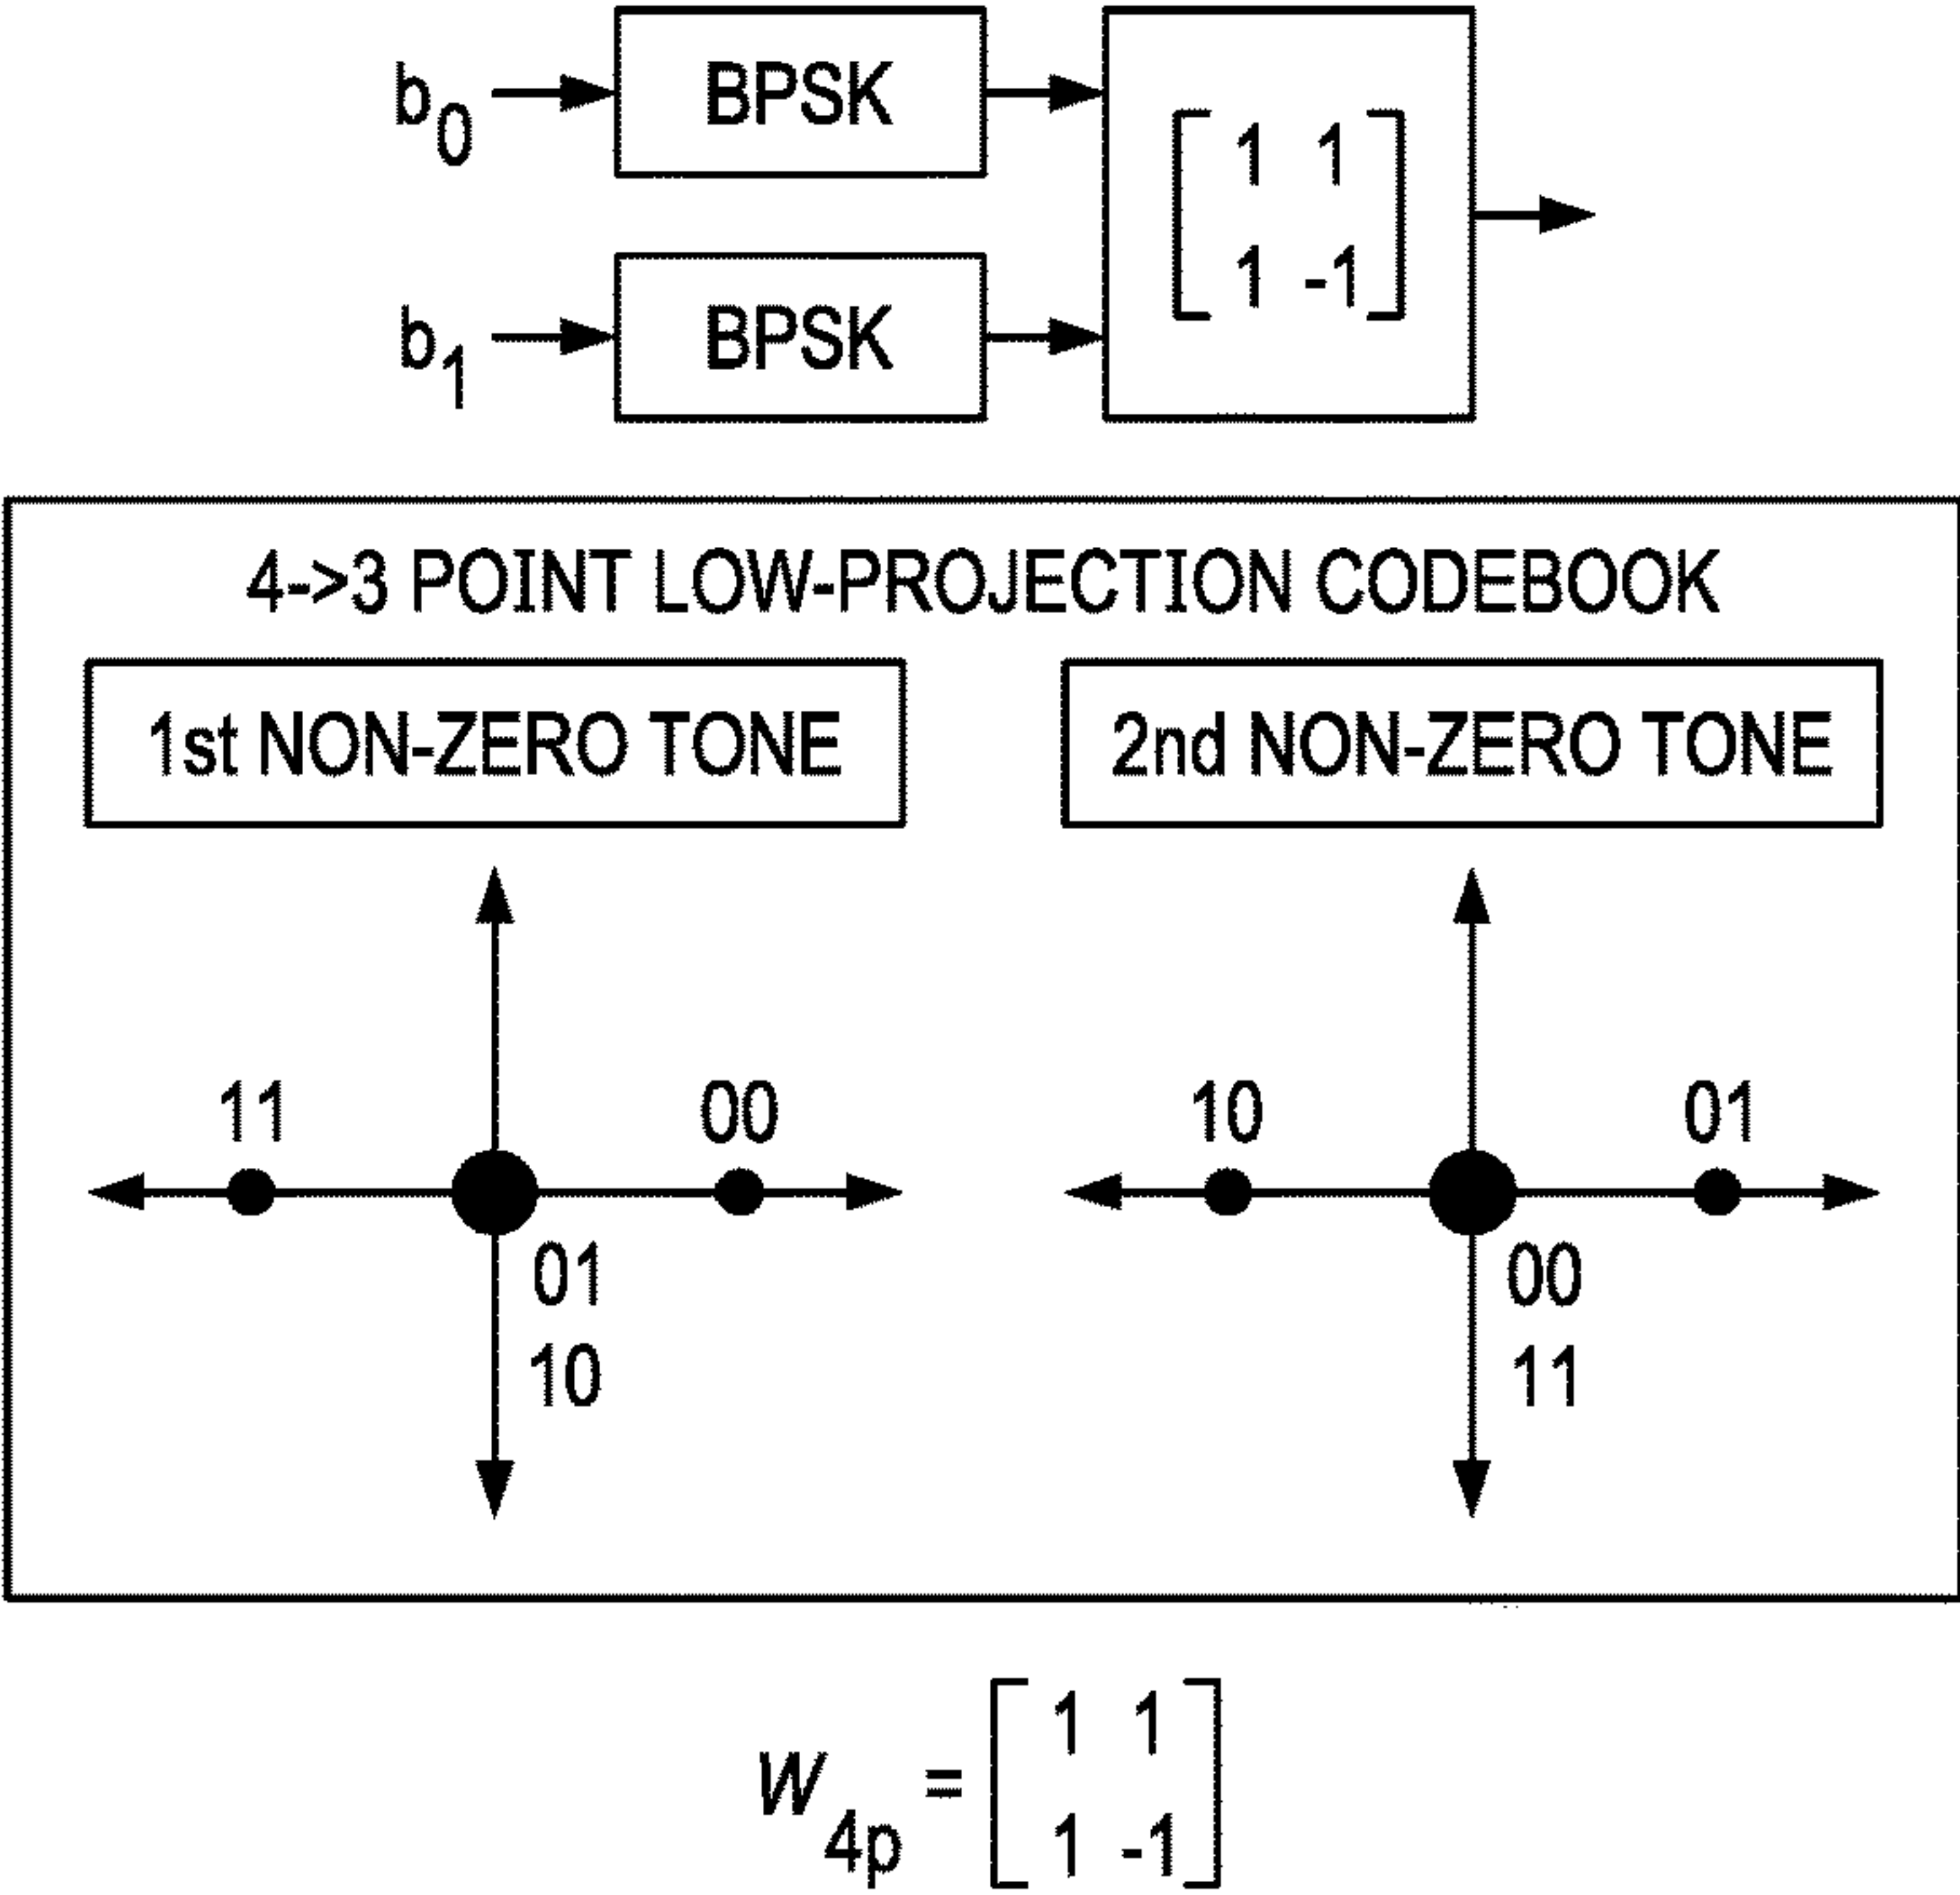 b0 BPSK
1 1
1 -1
b1 BPSK
4->3 POINT LOW-PROJECTION CODEBOOK
1st NON-ZERO TONE 2nd NON-ZERO TONE
11 00 10 01
01 00
10 11
W4p = [ 1 1
1 -1 ]